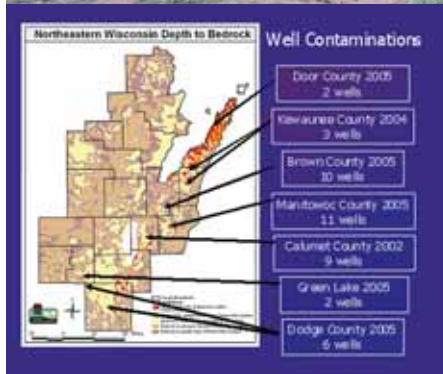 Northeastern Wisconsin Depth to Bedrock
Well Contaminations
Door County 2005
2 wells
Kewaunee County 2004
3 wells
Brown County 2005
10 wells
Manitowoc County 2005
11 wells
Calumet County 2002
9 wells
Green Lake 2005
2 wells
Dodge County 2005
6 wells